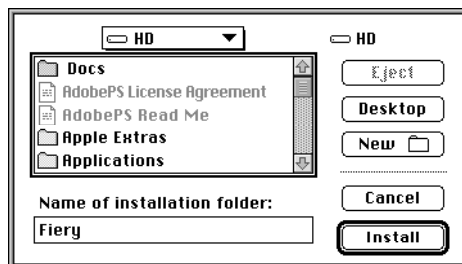 HD
HD
Docs
AdobePS License Agreement
AdobePS Read Me
Apple Extras
Applications
Eject
Desktop
New
Name of installation folder:
Fiery
Cancel
Install